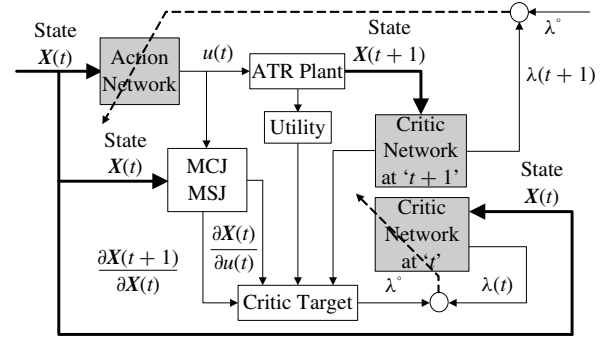 State
X(t)
Action
Network
u(t)
ATR Plant
State
X(t+1)
λ°
λ(t+1)
Utility
Critic
Network
at ‘t+1’
State
X(t)
MCJ
MSJ
State
X(t)
Critic
Network
at ‘t’
∂X(t+1)
∂X(t)
∂X(t)
∂u(t)
Critic Target
λ°
λ(t)